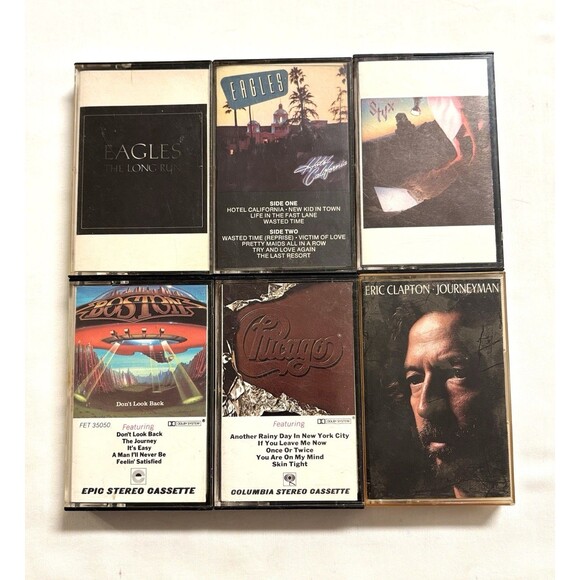 EAGLES
THE LONG RUN
EAGLES
Hotel
California
SIDE ONE
HOTEL CALIFORNIA · NEW KID IN TOWN
LIFE IN THE FAST LANE
WASTED TIME
SIDE TWO
WASTED TIME (REPRISE) · VICTIM OF LOVE
PRETTY MAIDS ALL IN A ROW
TRY AND LOVE AGAIN
THE LAST RESORT
STYX
BOSTON
Don't Look Back
FET 35050
DOLBY SYSTEM
Featuring
Don't Look Back
The Journey
It's Easy
A Man I'll Never Be
Feelin' Satisfied
EPIC STEREO CASSETTE
Chicago
Featuring
DOLBY SYSTEM
Another Rainy Day In New York City
If You Leave Me Now
Once Or Twice
You Are On My Mind
Skin Tight
COLUMBIA STEREO CASSETTE
ERIC CLAPTON · JOURNEYMAN